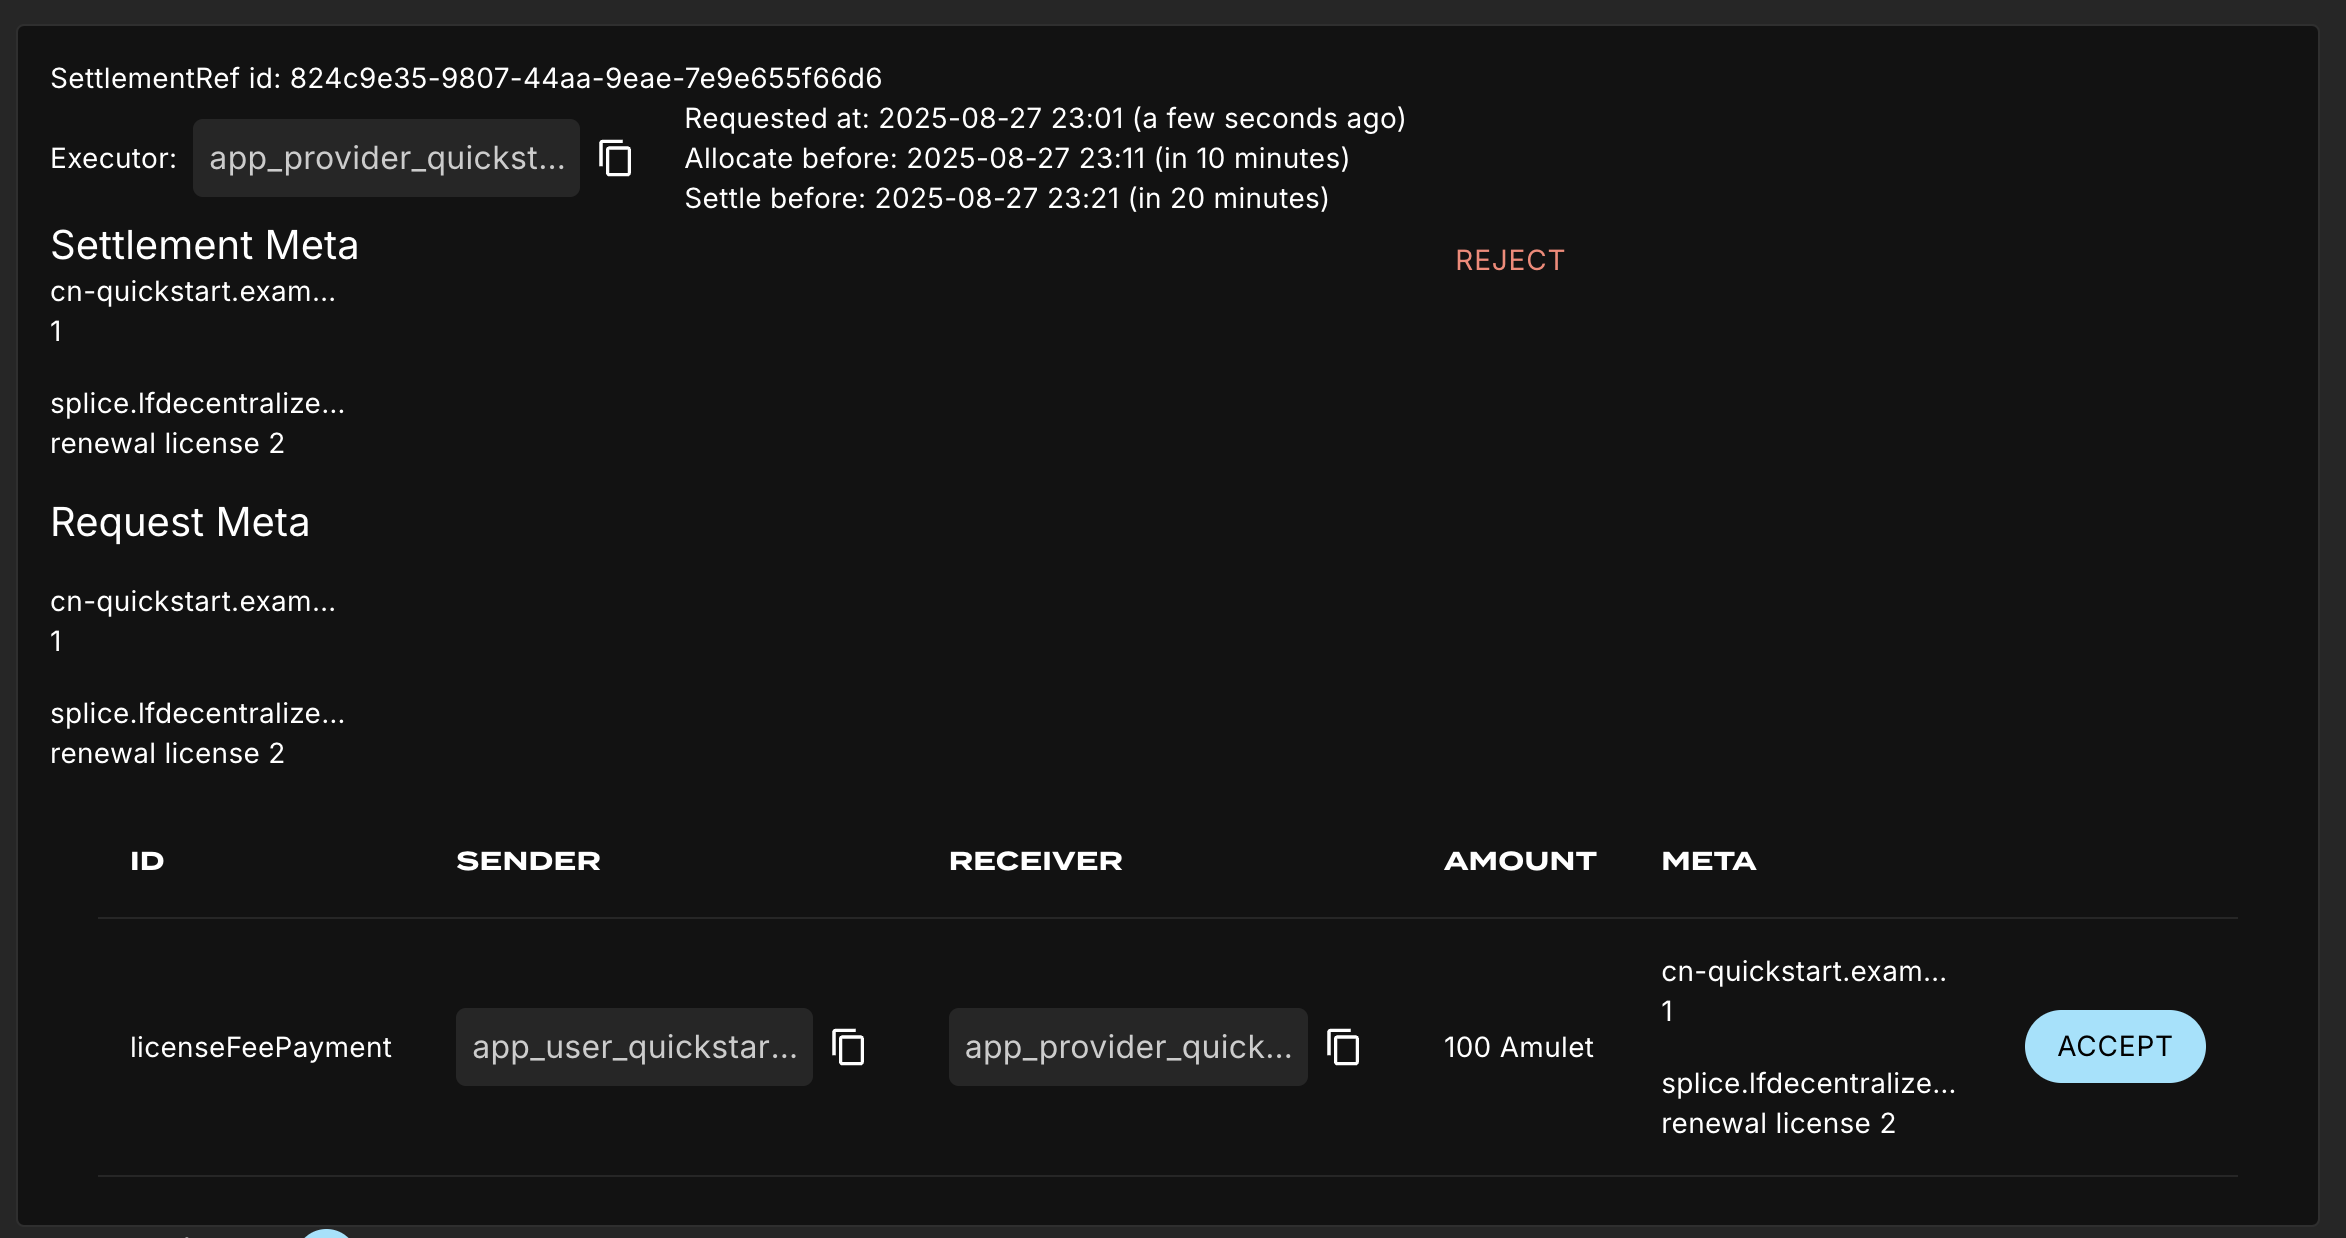 SettlementRef id: 824c9e35-9807-44aa-9eae-7e9e655f66d6
Executor: app_provider_quickst...
Requested at: 2025-08-27 23:01 (a few seconds ago)
Allocate before: 2025-08-27 23:11 (in 10 minutes)
Settle before: 2025-08-27 23:21 (in 20 minutes)
Settlement Meta
REJECT
cn-quickstart.exam...
1
splice.lfdecentralize...
renewal license 2
Request Meta
cn-quickstart.exam...
1
splice.lfdecentralize...
renewal license 2
ID SENDER RECEIVER AMOUNT META
licenseFeePayment app_user_quickstar... app_provider_quick... 100 Amulet
cn-quickstart.exam...
1
splice.lfdecentralize...
renewal license 2
ACCEPT